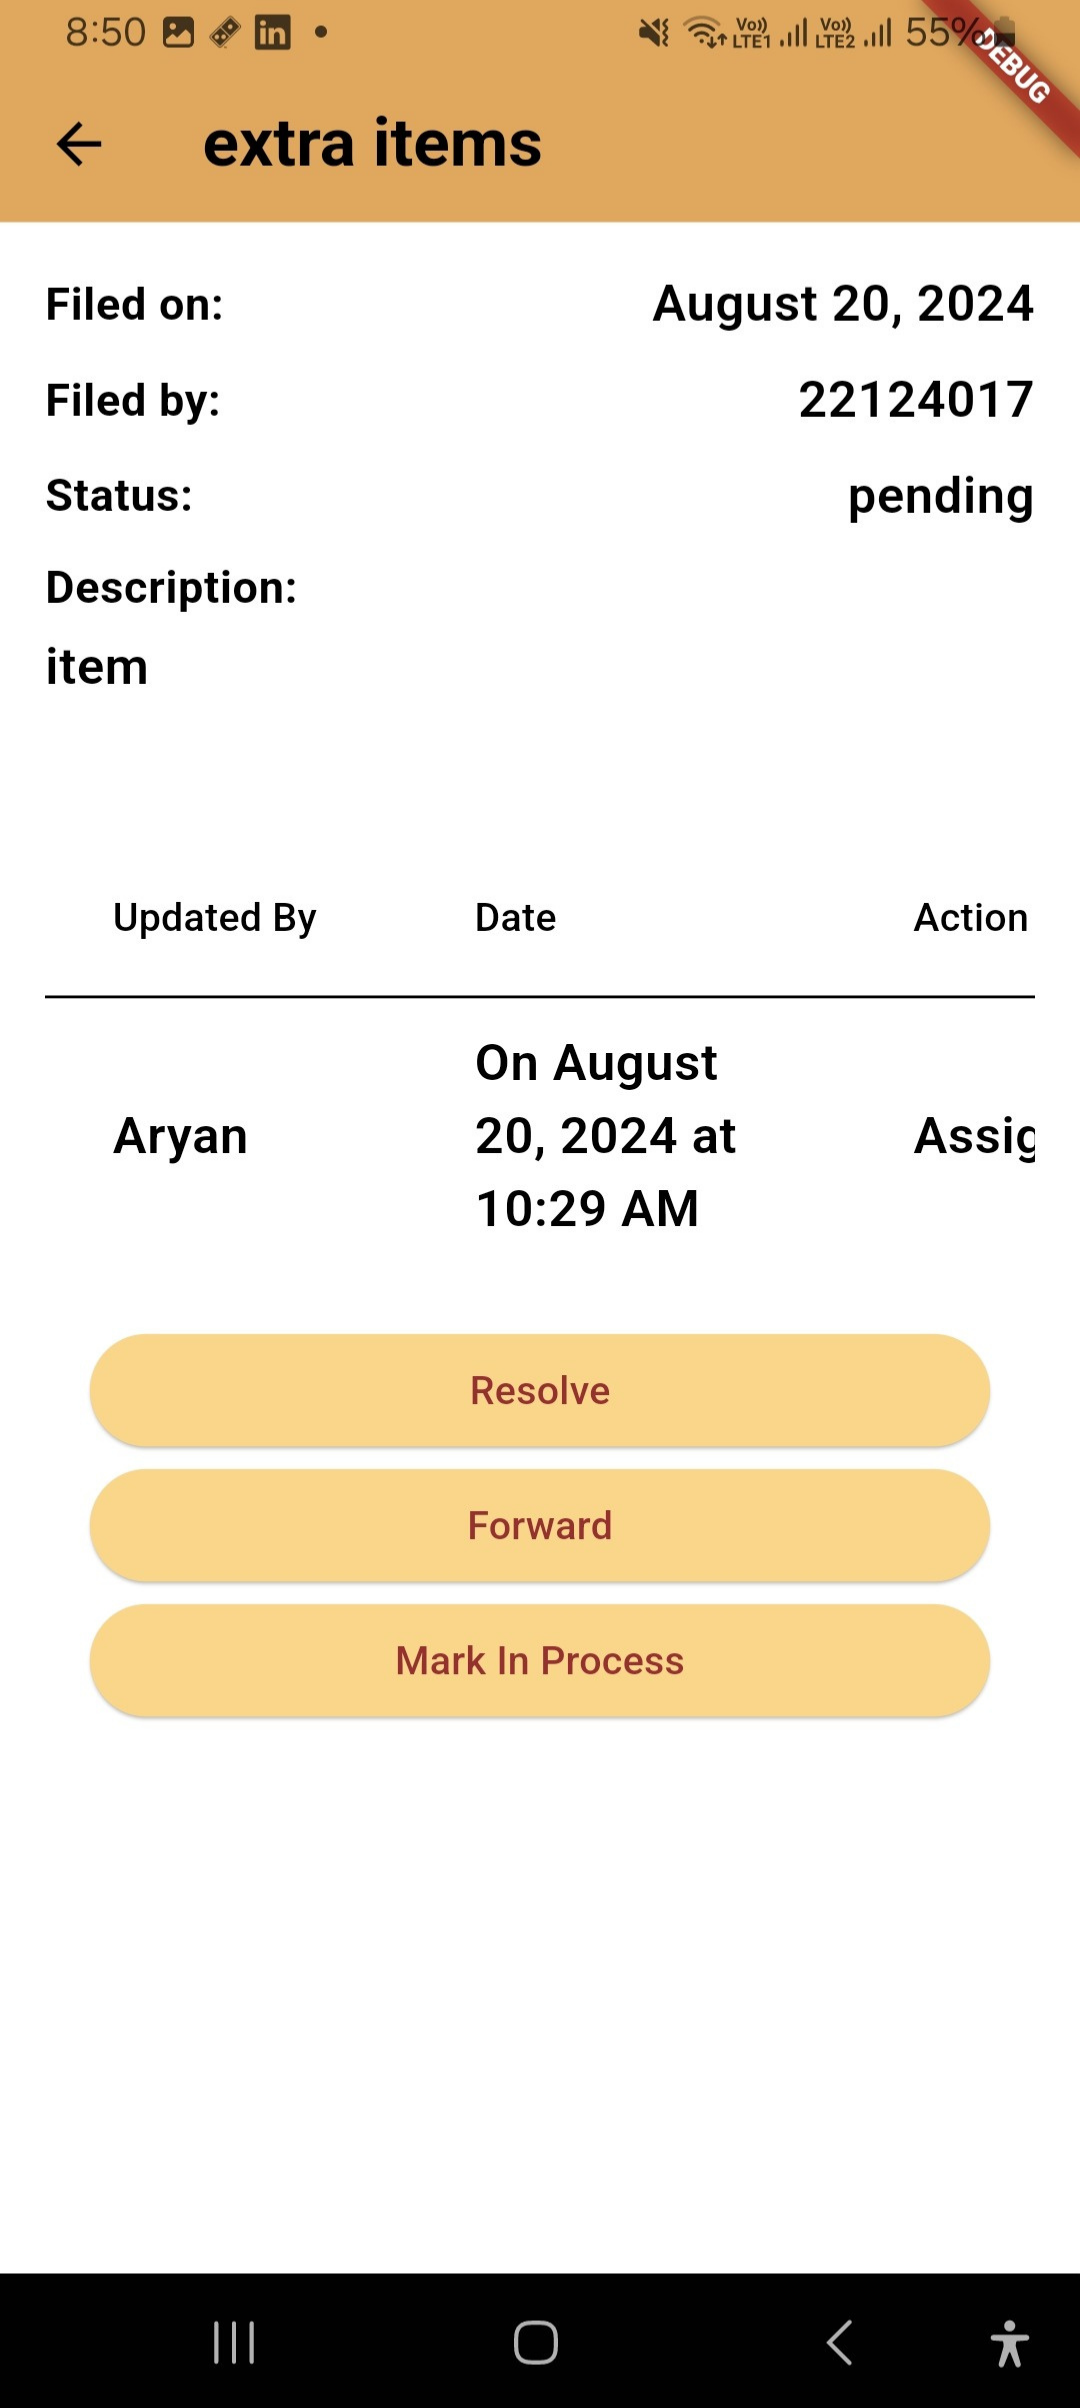 8:50
Vo)) LTE1 Vo)) LTE2 55%
DEBUG
extra items
Filed on: August 20, 2024
Filed by: 22124017
Status: pending
Description:
item
Updated By Date Action
Aryan On August 20, 2024 at 10:29 AM Assig
Resolve
Forward
Mark In Process